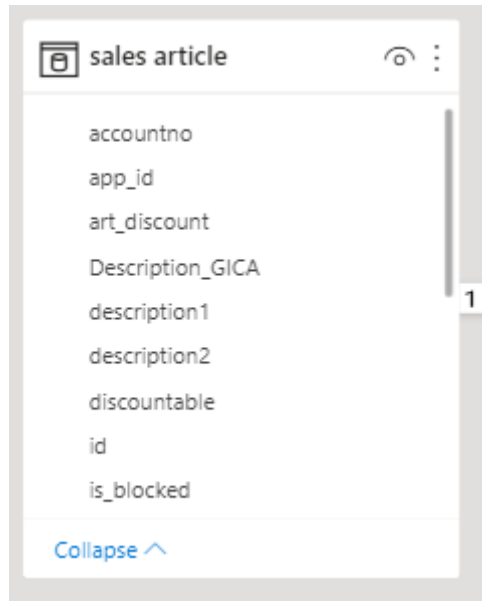 sales article
accountno
app_id
art_discount
Description_GICA
description1
description2
discountable
id
is_blocked
1
Collapse